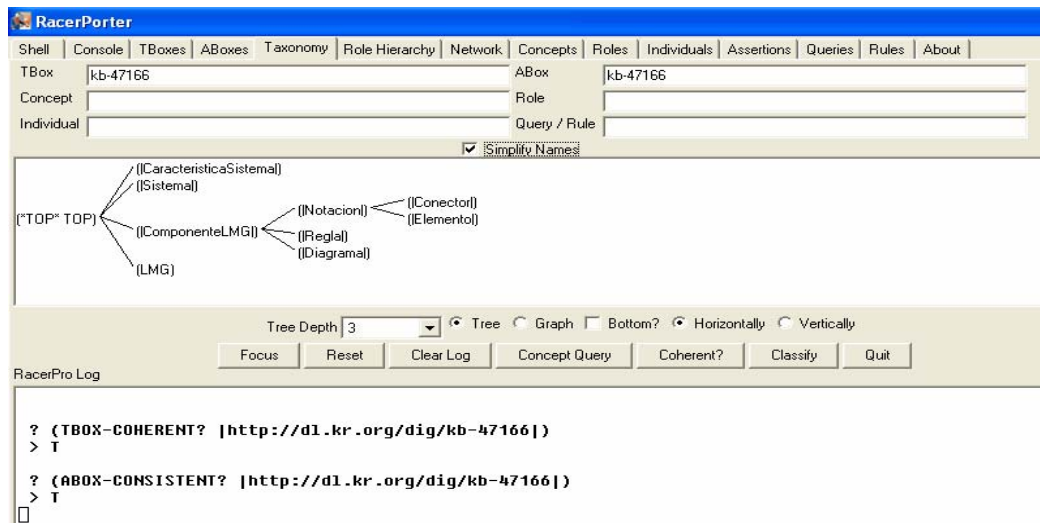 RacerPorter
Shell Console TBoxes ABoxes Taxonomy Role Hierarchy Network Concepts Roles Individuals Assertions Queries Rules About
TBox kb-47166 ABox kb-47166
Concept Role
Individual Query / Rule
Simplify Names
(|CaracteristicaSistema|)
(|Sistema|)
(|Conector|)
(|Notacion|)
(*TOP* TOP)
(|Elemento|)
(|ComponenteLMG|)
(|Regla|)
(|Diagrama|)
(LMG)
Tree Depth 3 Tree Graph Bottom? Horizontally Vertically
Focus Reset Clear Log Concept Query Coherent? Classify Quit
RacerPro Log
? (TBOX-COHERENT? |http://dl.kr.org/dig/kb-47166|)
> T
? (ABOX-CONSISTENT? |http://dl.kr.org/dig/kb-47166|)
> T